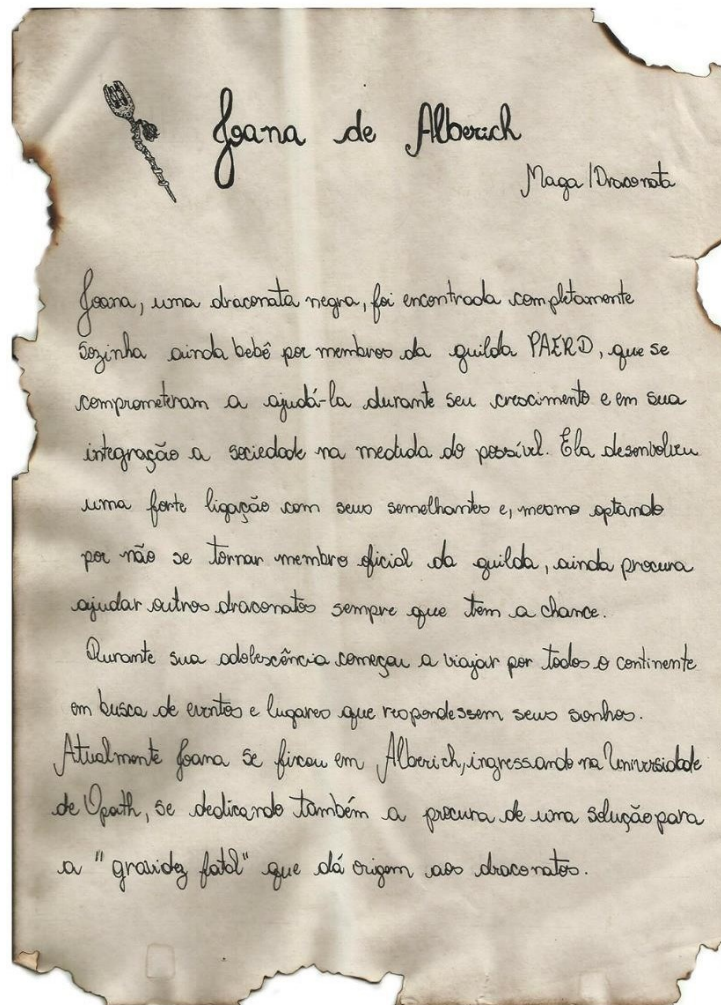 Joana de Alberich
Maga/Draconata
Joana, uma draconata negra, foi encontrada completamente
sozinha ainda bebê por membros da guilda PAERD, que se
comprometeram a ajudá-la durante seu crescimento e em sua
integração a sociedade na medida do possível. Ela desenvolveu
uma forte ligação com seus semelhantes e, mesmo optando
por não se tornar membro oficial da guilda, ainda procura
ajudar outros draconatos sempre que tem a chance.
Durante sua adolescência começou a viajar por todos o continente
em busca de eventos e lugares que respondessem seus sonhos.
Atualmente Joana se fixou em Alberich, ingressando na Universidade
de Opath, se dedicando também a procura de uma solução para
a "gravidez fatal" que dá origem aos draconatos.